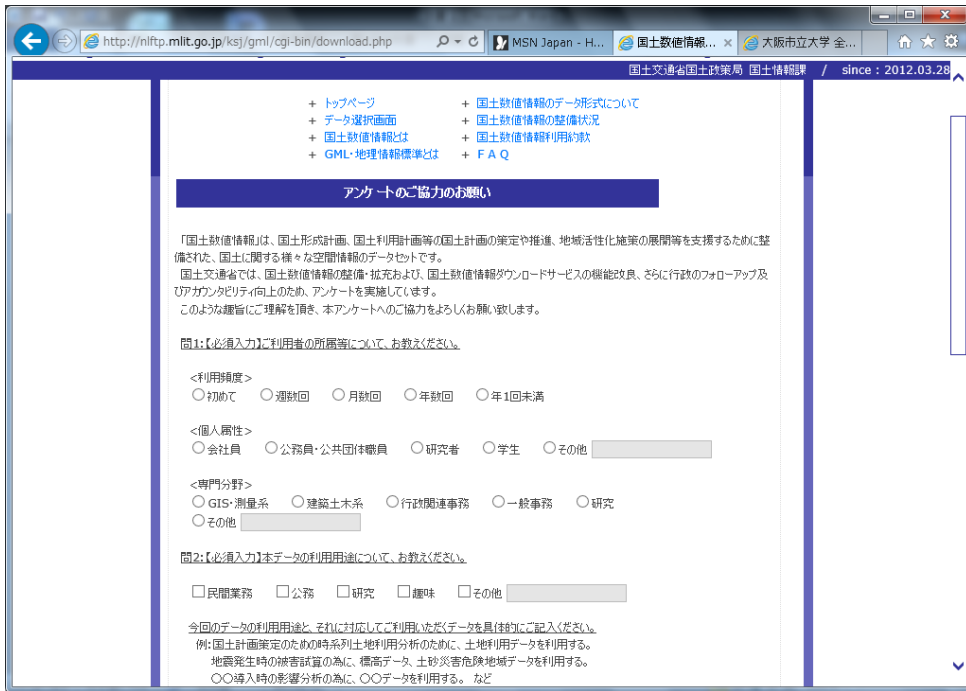 http://nlftp.mlit.go.jp/ksj/gml/cgi-bin/download.php
MSN Japan - H...
国土数値情報...
大阪市立大学 全...
国土交通省国土政策局 国土情報課 / since : 2012.03.28
+ トップページ + 国土数値情報のデータ形式について
+ データ選択画面 + 国土数値情報の整備状況
+ 国土数値情報とは + 国土数値情報利用約款
+ GML・地理情報標準とは + F A Q
アンケートのご協力のお願い
「国土数値情報」は、国土形成計画、国土利用計画等の国土計画の策定や推進、地域活性化施策の展開等を支援するために整
備された、国土に関する様々な空間情報のデータセットです。
国土交通省では、国土数値情報の整備・拡充および、国土数値情報ダウンロードサービスの機能改良、さらに行政のフォローアップ及
びアカウンタビリティ向上のため、アンケートを実施しています。
このような趣旨にご理解を頂き、本アンケートへのご協力をよろしくお願い致します。
問1:【必須入力】ご利用者の所属等について、お教えください。
<利用頻度>
初めて 週数回 月数回 年数回 年1回未満
<個人属性>
会社員 公務員・公共団体職員 研究者 学生 その他
<専門分野>
GIS・測量系 建築土木系 行政関連事務 一般事務 研究
その他
問2:【必須入力】本データの利用用途について、お教えください。
民間業務 公務 研究 趣味 その他
今回のデータの利用用途と、それに対応してご利用いただくデータを具体的にご記入ください。
例:国土計画策定のための時系列土地利用分析のために、土地利用データを利用する。
地震発生時の被害試算の為に、標高データ、土砂災害危険地域データを利用する。
○○導入時の影響分析の為に、○○データを利用する。 など